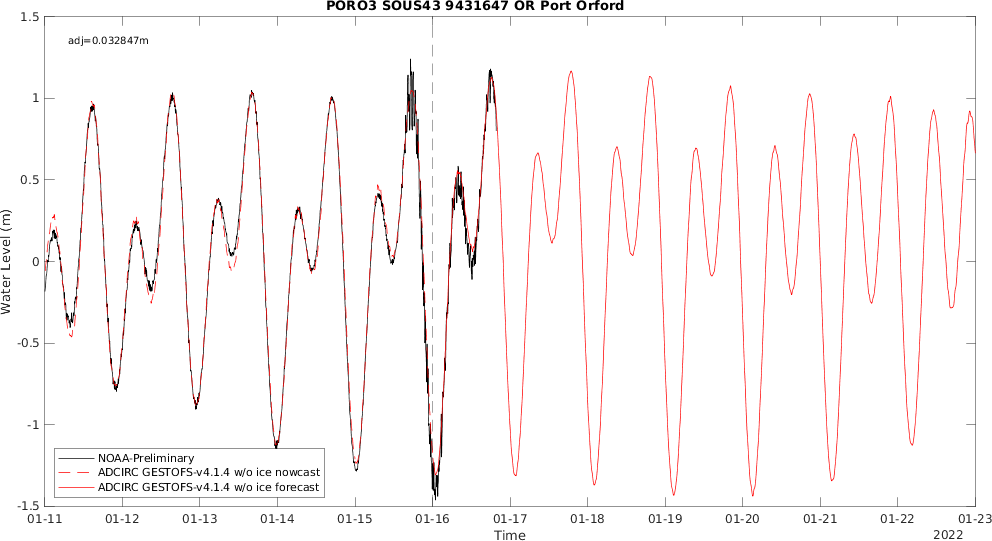 PORO3 SOUS43 9431647 OR Port Orford
adj=0.032847m
1.5
1
0.5
0
-0.5
-1
-1.5
Water Level (m)
NOAA-Preliminary
ADCIRC GESTOFS-v4.1.4 w/o ice nowcast
ADCIRC GESTOFS-v4.1.4 w/o ice forecast
01-11 01-12 01-13 01-14 01-15 01-16 01-17 01-18 01-19 01-20 01-21 01-22 01-23
Time
2022